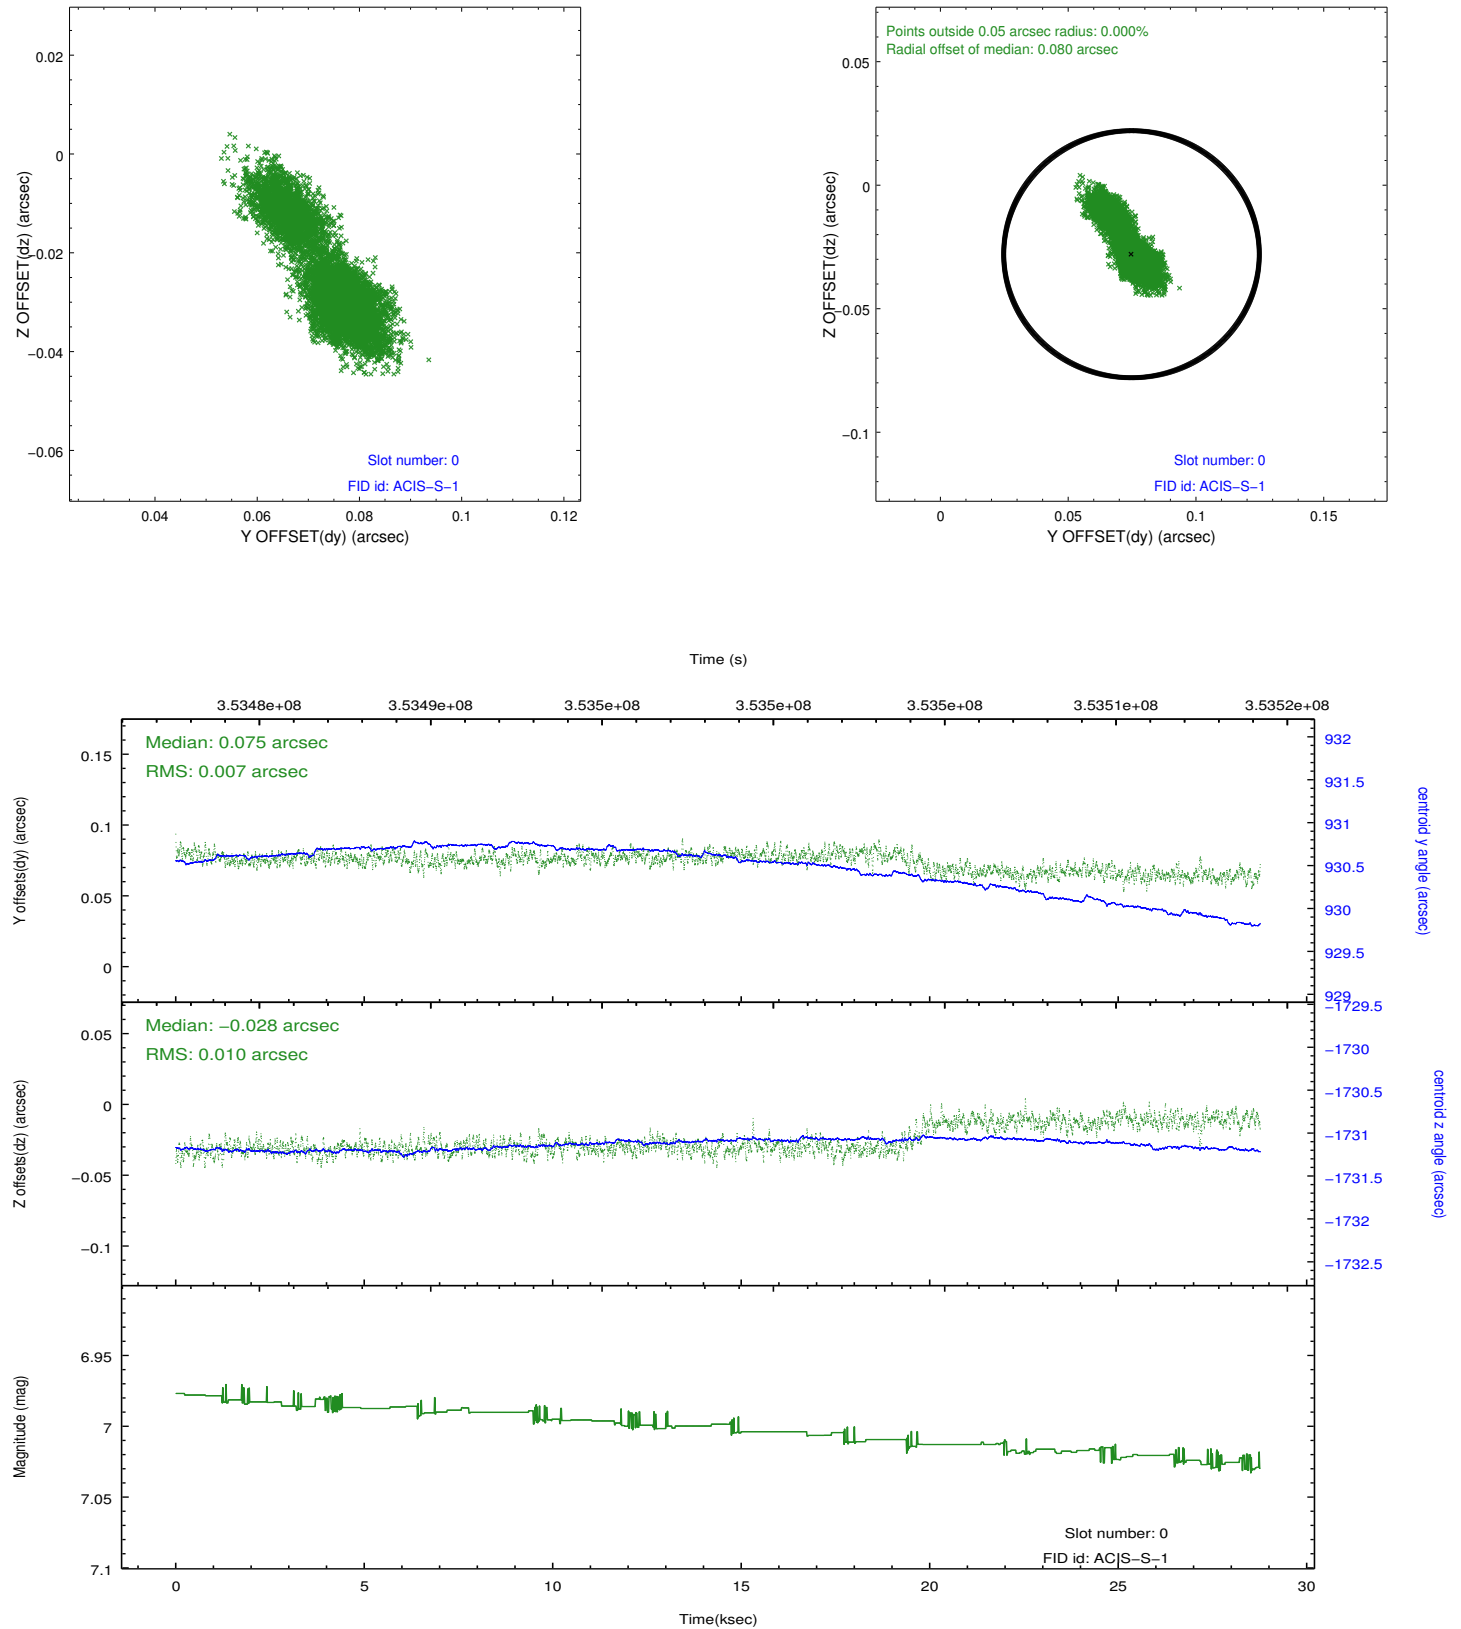 0.02
0
−0.02
−0.04
−0.06
Z OFFSET(dz) (arcsec)
Slot number: 0
FID id: ACIS−S−1
0.04
0.06
0.08
0.1
0.12
Y OFFSET(dy) (arcsec)
Points outside 0.05 arcsec radius: 0.000%
Radial offset of median: 0.080 arcsec
0.05
0
−0.05
−0.1
Z OFFSET(dz) (arcsec)
Slot number: 0
FID id: ACIS−S−1
0
0.05
0.1
0.15
Y OFFSET(dy) (arcsec)
Time (s)
3.5348e+08
3.5349e+08
3.535e+08
3.535e+08
3.535e+08
3.5351e+08
3.5352e+08
Median: 0.075 arcsec
RMS: 0.007 arcsec
0.15
0.1
0.05
0
Y offsets(dy) (arcsec)
932
931.5
931
930.5
930
929.5
929
centroid y angle (arcsec)
Median: −0.028 arcsec
RMS: 0.010 arcsec
0.05
0
−0.05
−0.1
Z offsets(dz) (arcsec)
−1729.5
−1730
−1730.5
−1731
−1731.5
−1732
−1732.5
centroid z angle (arcsec)
6.95
7
7.05
7.1
Magnitude (mag)
Slot number: 0
FID id: ACIS−S−1
0
5
10
15
20
25
30
Time(ksec)